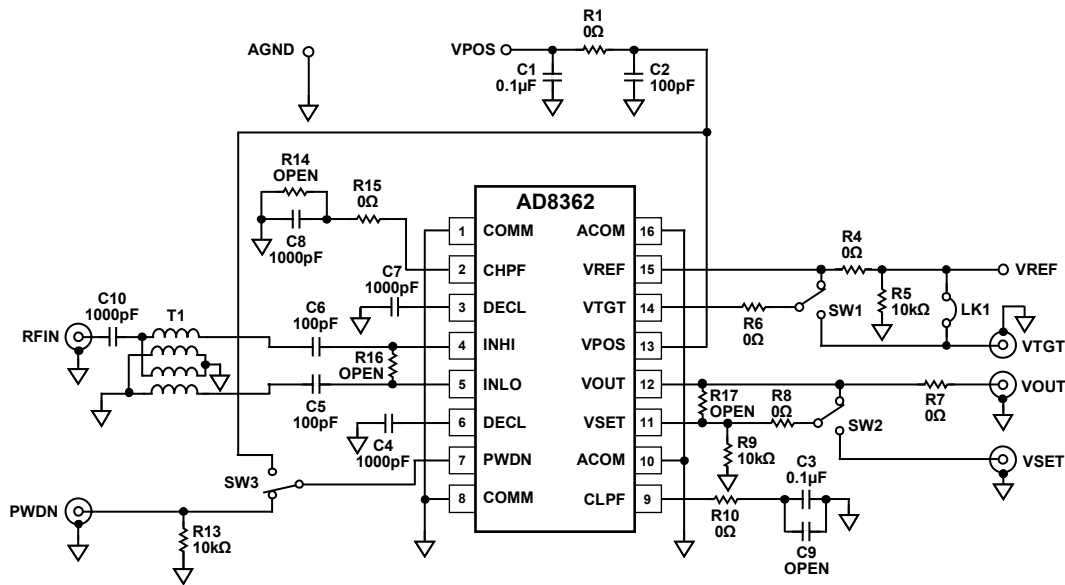 R1
0Ω
AGND
VPOS
C1
0.1µF
C2
100pF
R14
OPEN
R15
0Ω
C8
1000pF
C7
1000pF
AD8362
1 COMM
ACOM 16
2 CHPF
VREF 15
3 DECL
VTGT 14
4 INHI
VPOS 13
5 INLO
VOUT 12
6 DECL
VSET 11
7 PWDN
ACOM 10
8 COMM
CLPF 9
R4
0Ω
VREF
SW1
R5
10kΩ
LK1
R6
0Ω
VTGT
C10
1000pF
T1
RFIN
C6
100pF
R16
OPEN
C5
100pF
C4
1000pF
R17
OPEN
R8
0Ω
SW2
R7
0Ω
VOUT
R9
10kΩ
VSET
C3
0.1µF
R10
0Ω
C9
OPEN
SW3
PWDN
R13
10kΩ